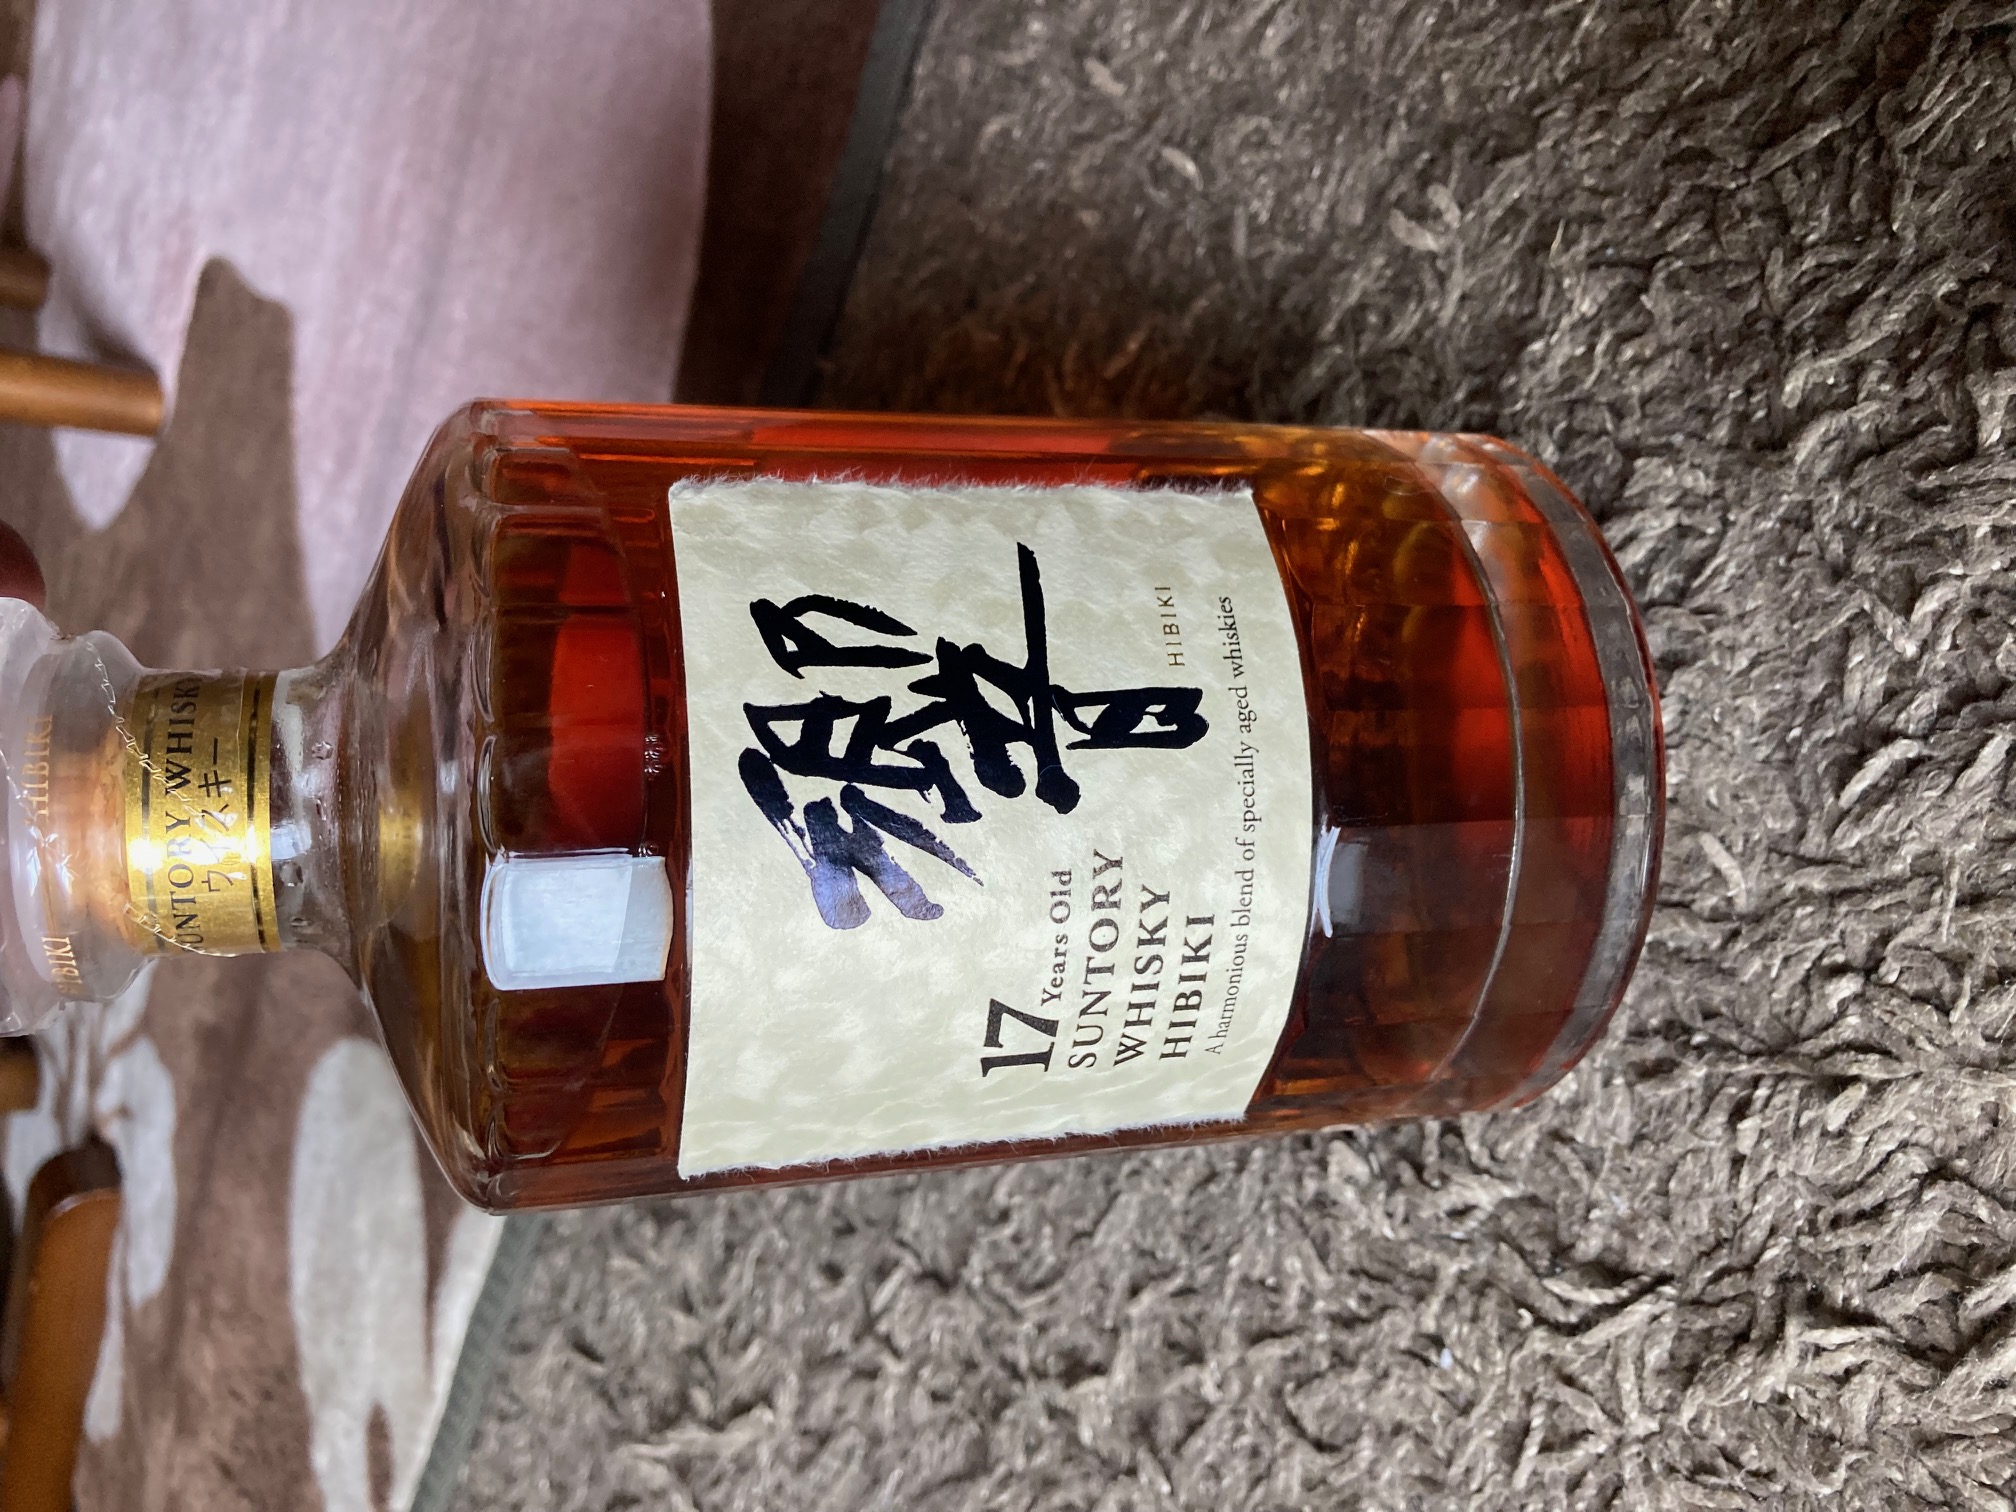 HIBIKI
HIBIKI
SUNTORY WHISKY
ウイスキー
響
HIBIKI
17 Years Old
SUNTORY
WHISKY
HIBIKI
A harmonious blend of specially aged whiskies